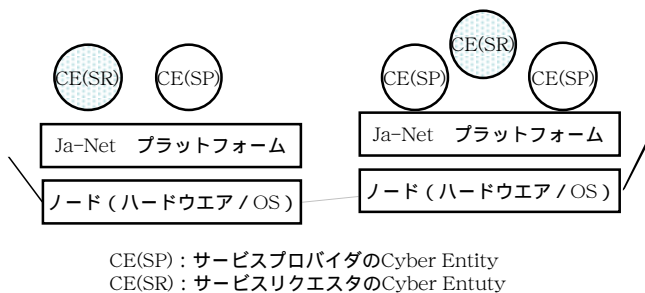 CE(SR)
CE(SP)
CE(SR)
CE(SP)
CE(SP)
Ja-Net プラットフォーム
Ja-Net プラットフォーム
ノード ( ハードウエア / OS )
ノード ( ハードウエア / OS )
CE(SP) : サービスプロバイダのCyber Entity
CE(SR) : サービスリクエスタのCyber Entuty